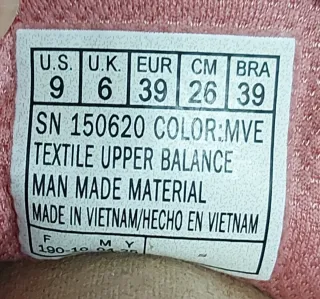 U.S. U.K. EUR CM BRA
9 6 39 26 39
SN 150620 COLOR:MVE
TEXTILE UPPER BALANCE
MAN MADE MATERIAL
MADE IN VIETNAM/HECHO EN VIETNAM
F M Y